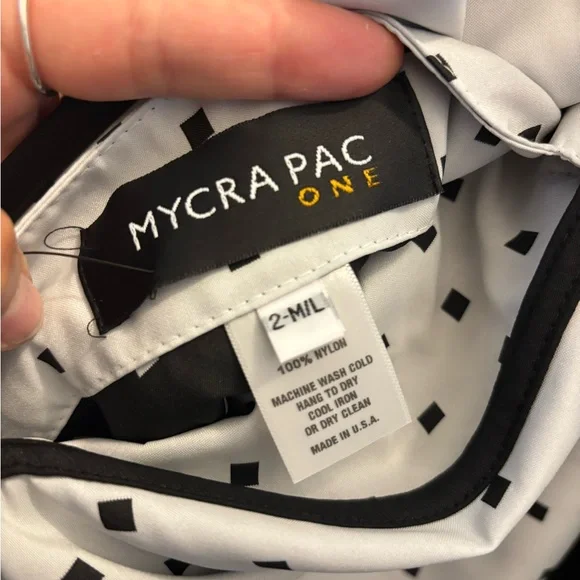 MYCRA PAC
ONE
2-M/L
100% NYLON
MACHINE WASH COLD
HANG TO DRY
COOL IRON
OR DRY CLEAN
MADE IN U.S.A.